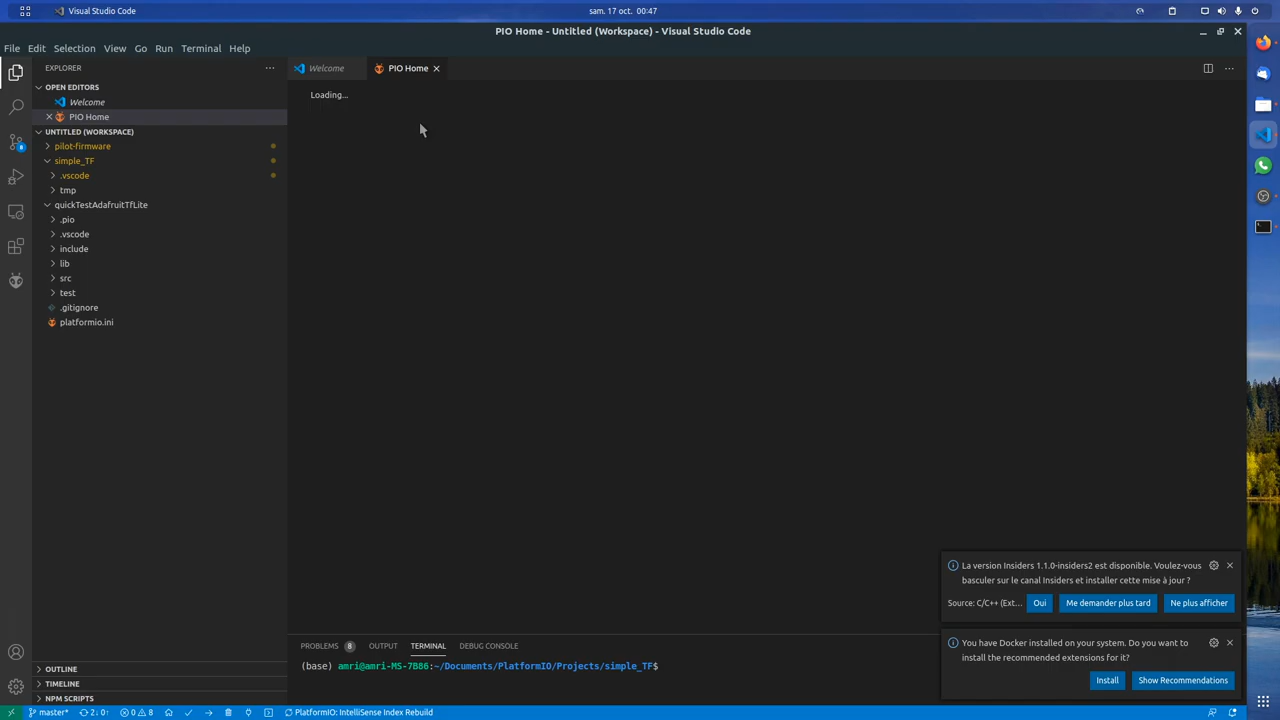 Visual Studio Code
sam. 17 oct. 00:47
PIO Home - Untitled (Workspace) - Visual Studio Code
File Edit Selection View Go Run Terminal Help
EXPLORER
Welcome
PIO Home
OPEN EDITORS
Welcome
PIO Home
UNTITLED (WORKSPACE)
pilot-firmware
simple_TF
.vscode
tmp
quickTestAdafruitTfLite
.pio
.vscode
include
lib
src
test
.gitignore
platformio.ini
OUTLINE
TIMELINE
NPM SCRIPTS
Loading...
La version Insiders 1.1.0-insiders2 est disponible. Voulez-vous
basculer sur le canal Insiders et installer cette mise à jour ?
Source: C/C++ (Ext...
Oui
Me demander plus tard
Ne plus afficher
You have Docker installed on your system. Do you want to
install the recommended extensions for it?
Install
Show Recommendations
PROBLEMS 8 OUTPUT TERMINAL DEBUG CONSOLE
(base) amri@amri-MS-7B86:~/Documents/PlatformIO/Projects/simple_TF$
8
master* 2↓ 0↑ 0 8 PlatformIO: IntelliSense Index Rebuild